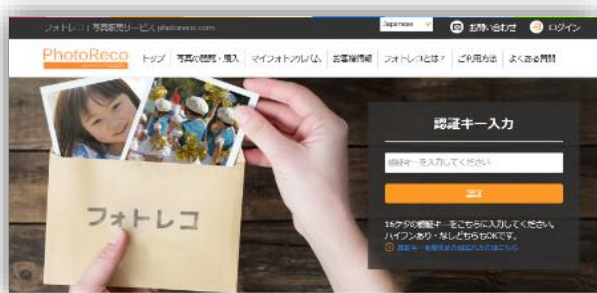 フォトレコ | 写真販売サービス photoreco.com
Japanese
お問い合わせ
ログイン
PhotoReco
トップ
写真の閲覧・購入
マイフォトアルバム
お客様情報
フォトレコとは？
ご利用方法
よくある質問
認証キー入力
認証キーを入力してください
認証
16ケタの認証キーをこちらに入力してください。
ハイフンあり・なしどちらもOKです。
フォトレコ